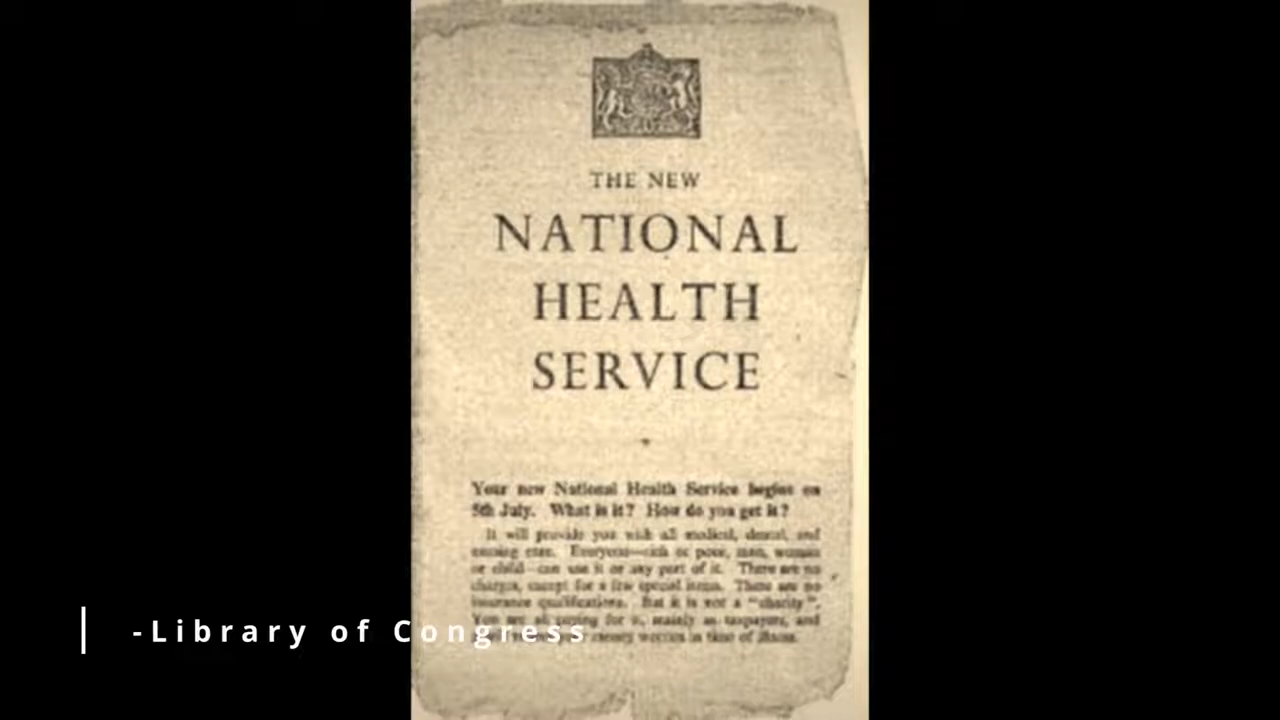 THE NEW
NATIONAL
HEALTH
SERVICE
Your new National Health Service begins on
5th July. What is it? How do you get it?
It will provide you with all medical, dental, and
nursing care. Everyone—rich or poor, man, woman
or child—can use it or any part of it. There are no
charges, except for a few special items. There are no
insurance qualifications. But it is not a "charity".
You are all paying for it, mainly as taxpayers, and
money worries in time of illness.
-Library of Congress